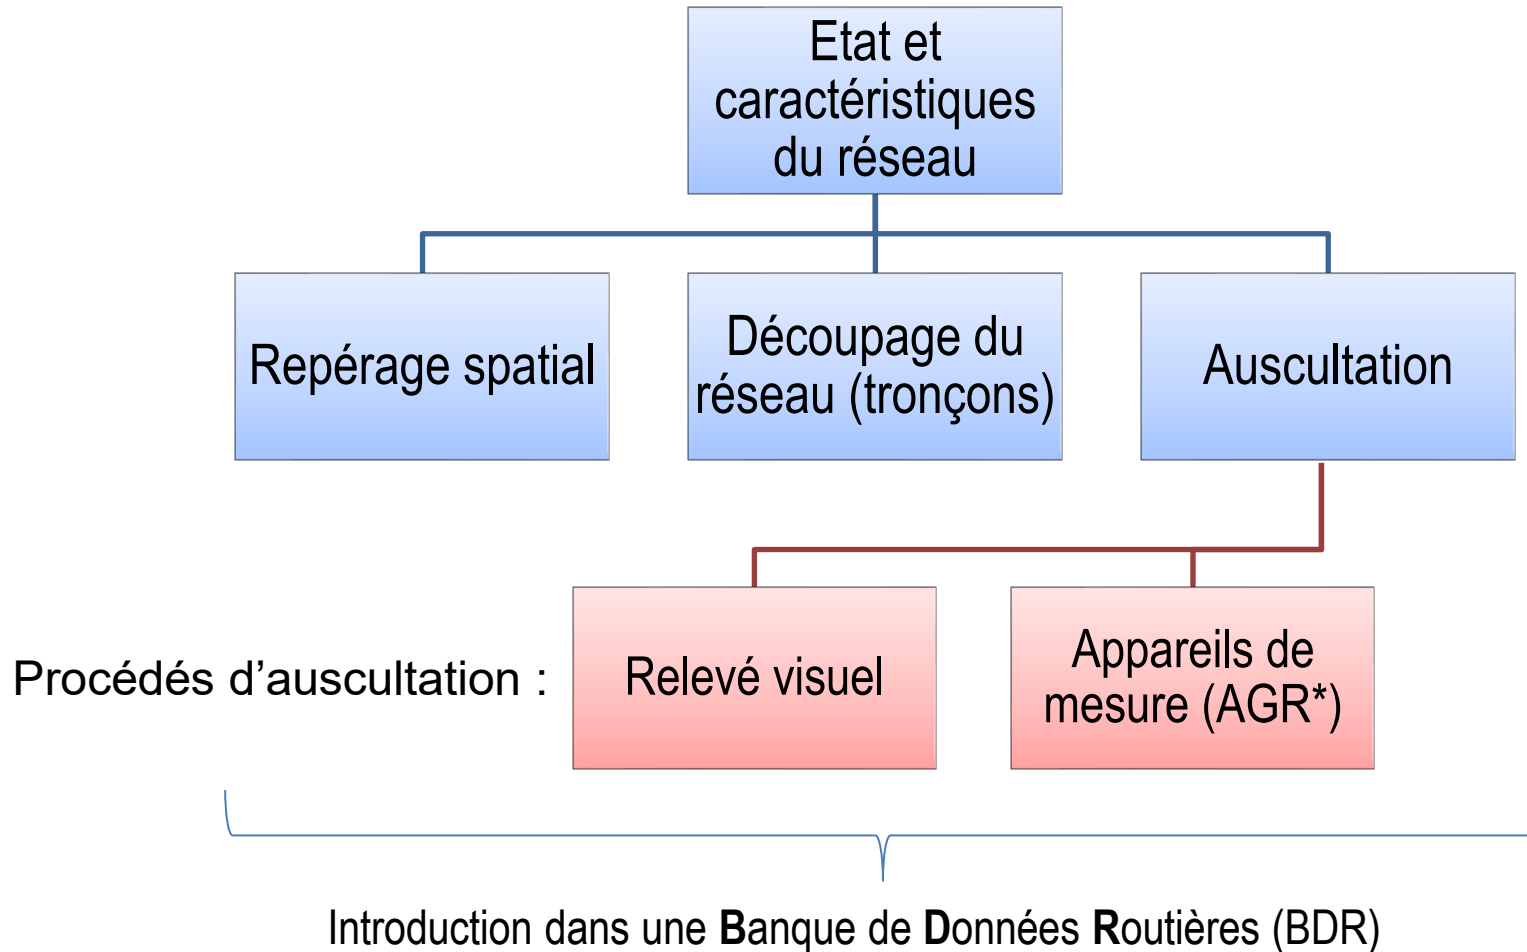 Etat et
caractéristiques
du réseau
Repérage spatial
Découpage du
réseau (tronçons)
Auscultation
Procédés d’auscultation :
Relevé visuel
Appareils de
mesure (AGR*)
Introduction dans une Banque de Données Routières (BDR)